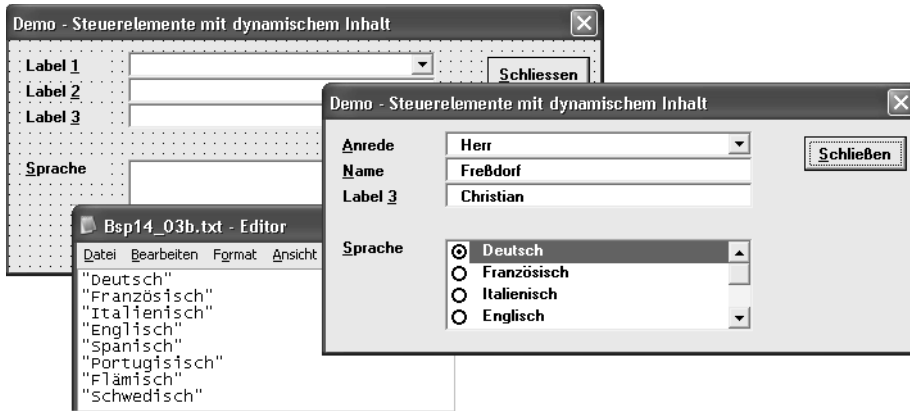 Demo - Steuerelemente mit dynamischem Inhalt
Label 1
Label 2
Label 3
Schliessen
Sprache
Demo - Steuerelemente mit dynamischem Inhalt
Anrede Herr
Name Freßdorf
Label 3 Christian
Schließen
Sprache
Deutsch
Französisch
Italienisch
Englisch
Bsp14_03b.txt - Editor
Datei Bearbeiten Format Ansicht
"Deutsch"
"Französisch"
"Italienisch"
"Englisch"
"Spanisch"
"Portugisisch"
"Flämisch"
"Schwedisch"